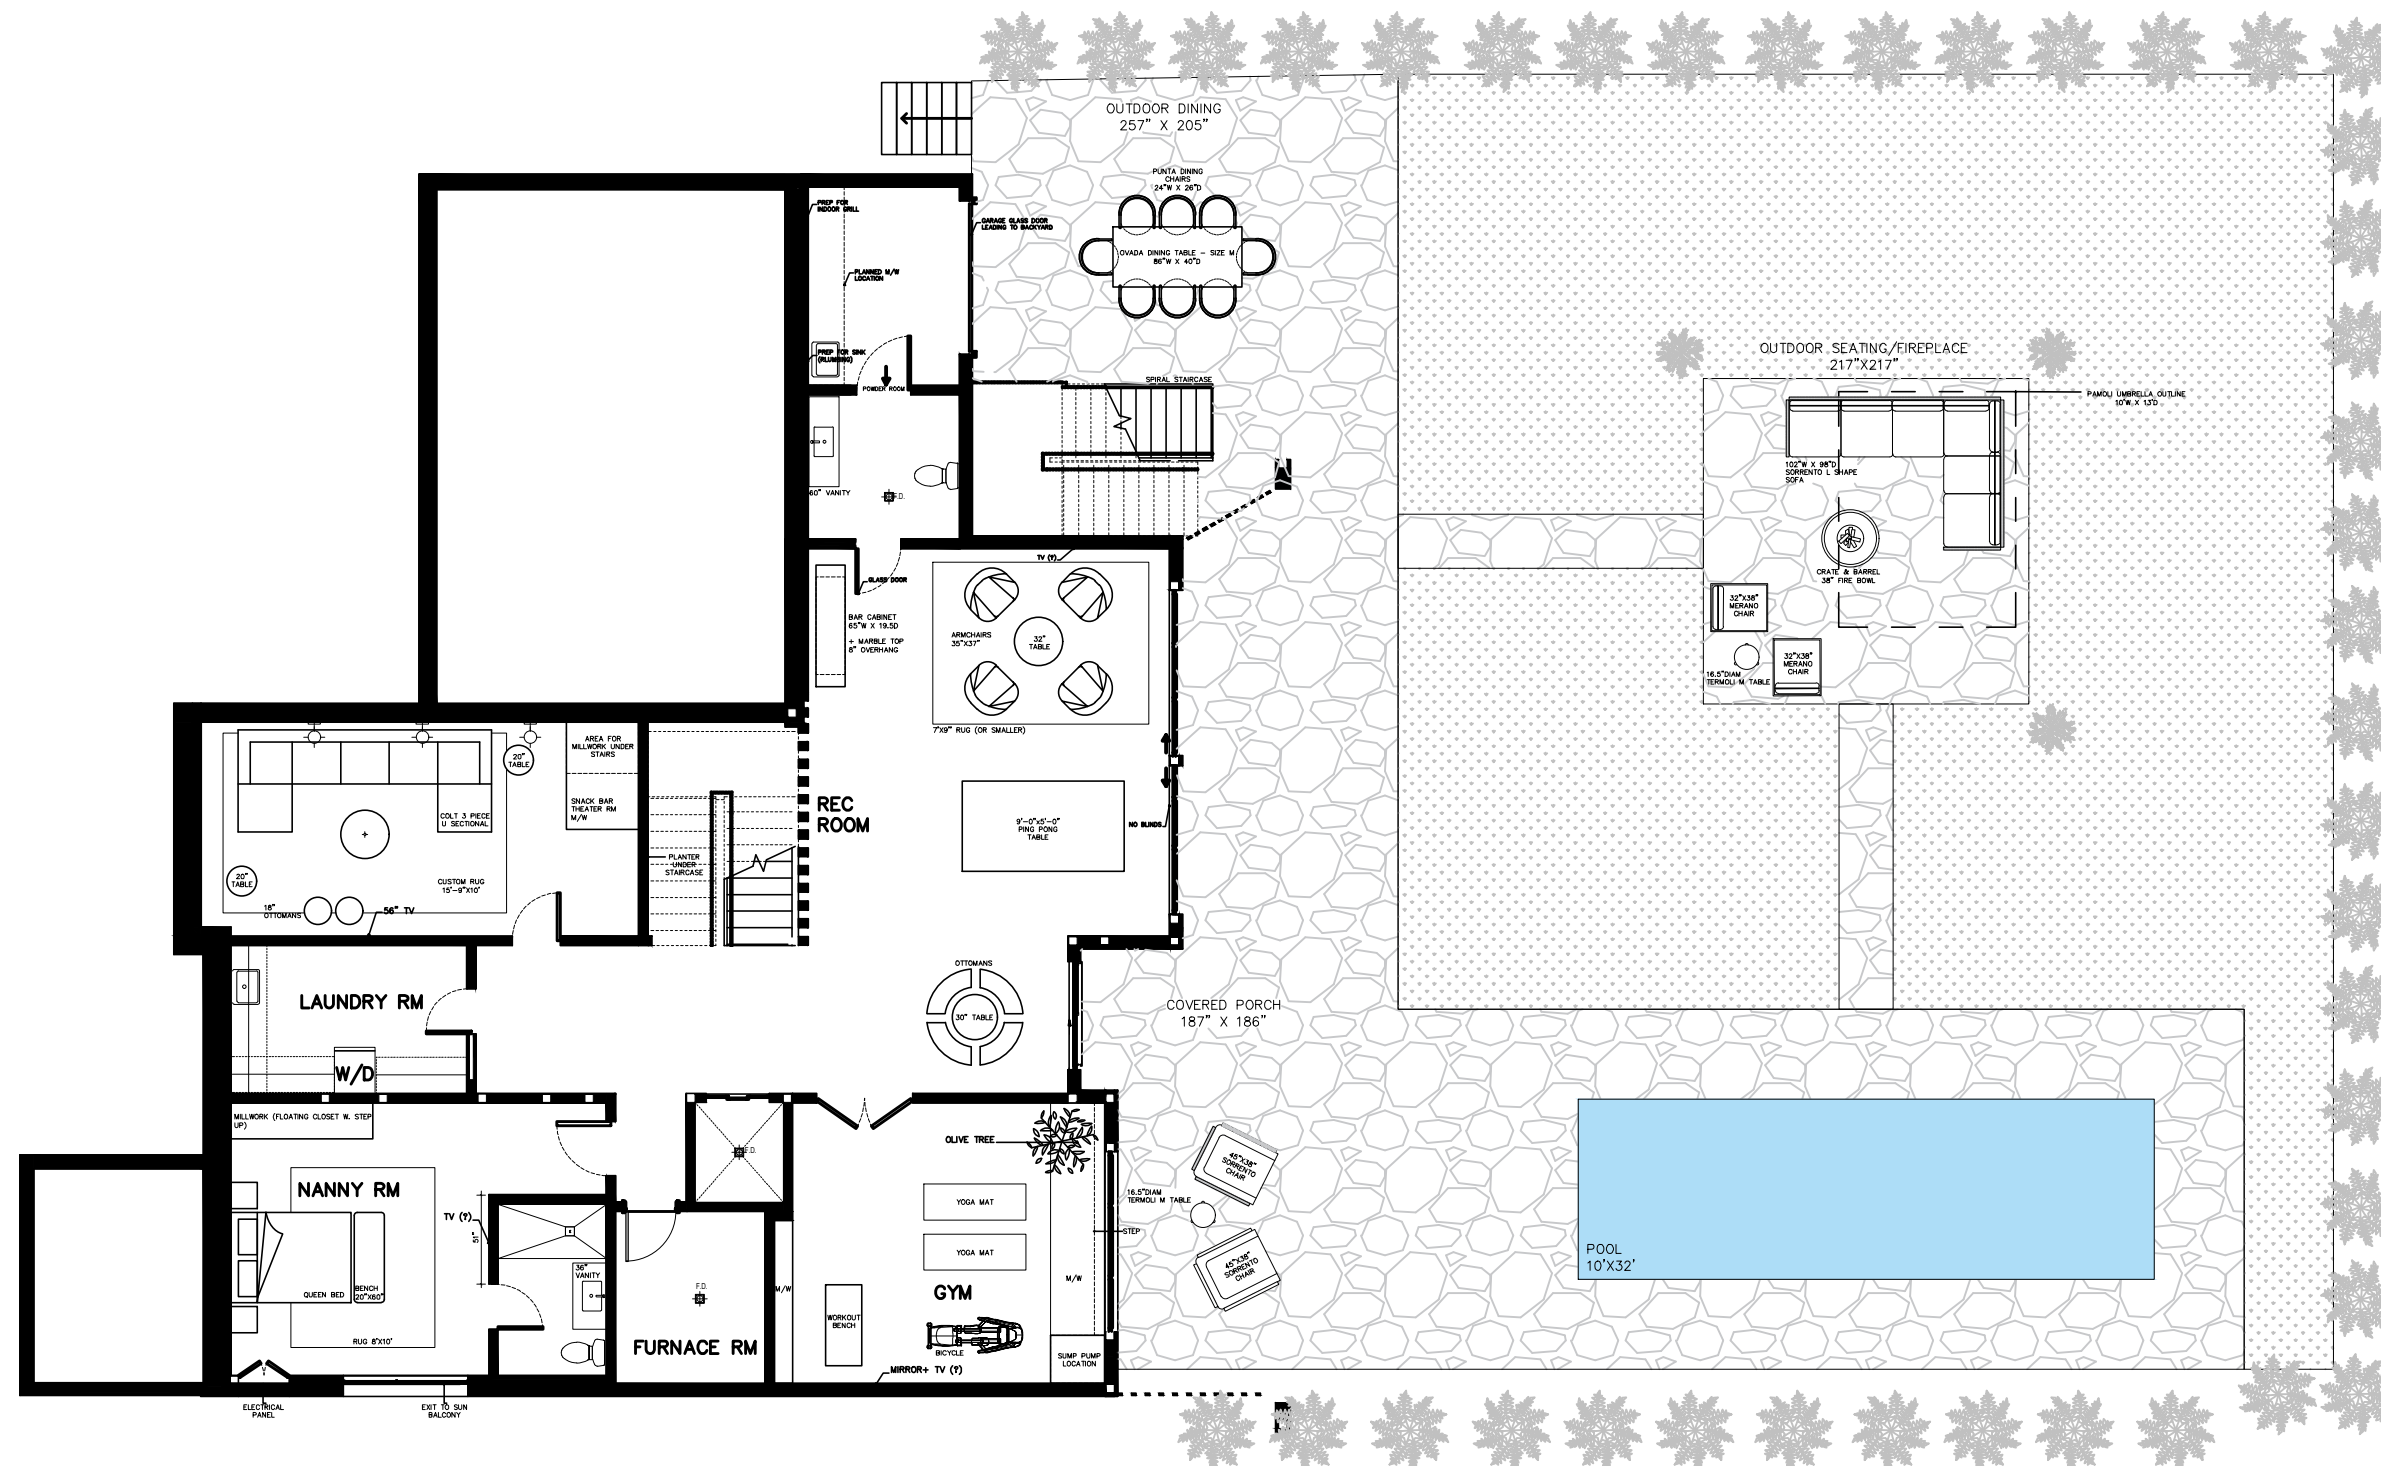 OUTDOOR DINING
257" X 205"
PUNTA DINING
CHAIRS
24"W X 26"D
OVADA DINING TABLE - SIZE M
86"W X 40"D
PREP FOR
INDOOR GRILL
GARAGE GLASS DOOR
LEADING TO BACKYARD
PLANNED M/W
LOCATION
PREP FOR SINK
(PLUMBING)
POWDER ROOM
SPIRAL STAIRCASE
60" VANITY
F.D.
OUTDOOR SEATING/FIREPLACE
217"X217"
PAMOLI UMBRELLA OUTLINE
10'W X 13'D
102"W X 98"D
SORRENTO L SHAPE
SOFA
CRATE & BARREL
38" FIRE BOWL
32"X38"
MERANO
CHAIR
32"X38"
MERANO
CHAIR
16.5"DIAM
TERMOLI M TABLE
TV (?)
GLASS DOOR
BAR CABINET
65"W X 19.5D
+ MARBLE TOP
8" OVERHANG
ARMCHAIRS
35"X37"
32"
TABLE
7'X9" RUG (OR SMALLER)
REC
ROOM
9'-0"x5'-0"
PING PONG
TABLE
NO BLINDS
20"
TABLE
AREA FOR
MILLWORK UNDER
STAIRS
SNACK BAR
THEATER RM
M/W
COLT 3 PIECE
U SECTIONAL
20"
TABLE
CUSTOM RUG
15'-9"X10'
18"
OTTOMANS
56" TV
PLANTER
UNDER
STAIRCASE
LAUNDRY RM
W/D
OTTOMANS
30" TABLE
COVERED PORCH
187" X 186"
MILLWORK (FLOATING CLOSET W. STEP
UP)
NANNY RM
TV (?)
51"
QUEEN BED
BENCH
20"X60"
RUG 8'X10'
36"
VANITY
ELECTRICAL
PANEL
EXIT TO SUN
BALCONY
F.D.
F.D.
FURNACE RM
M/W
OLIVE TREE
YOGA MAT
YOGA MAT
GYM
WORKOUT
BENCH
BICYCLE
MIRROR+ TV (?)
M/W
STEP
SUMP PUMP
LOCATION
45"X38"
SORRENTO
CHAIR
16.5"DIAM
TERMOLI M TABLE
45"X38"
SORRENTO
CHAIR
POOL
10'X32'